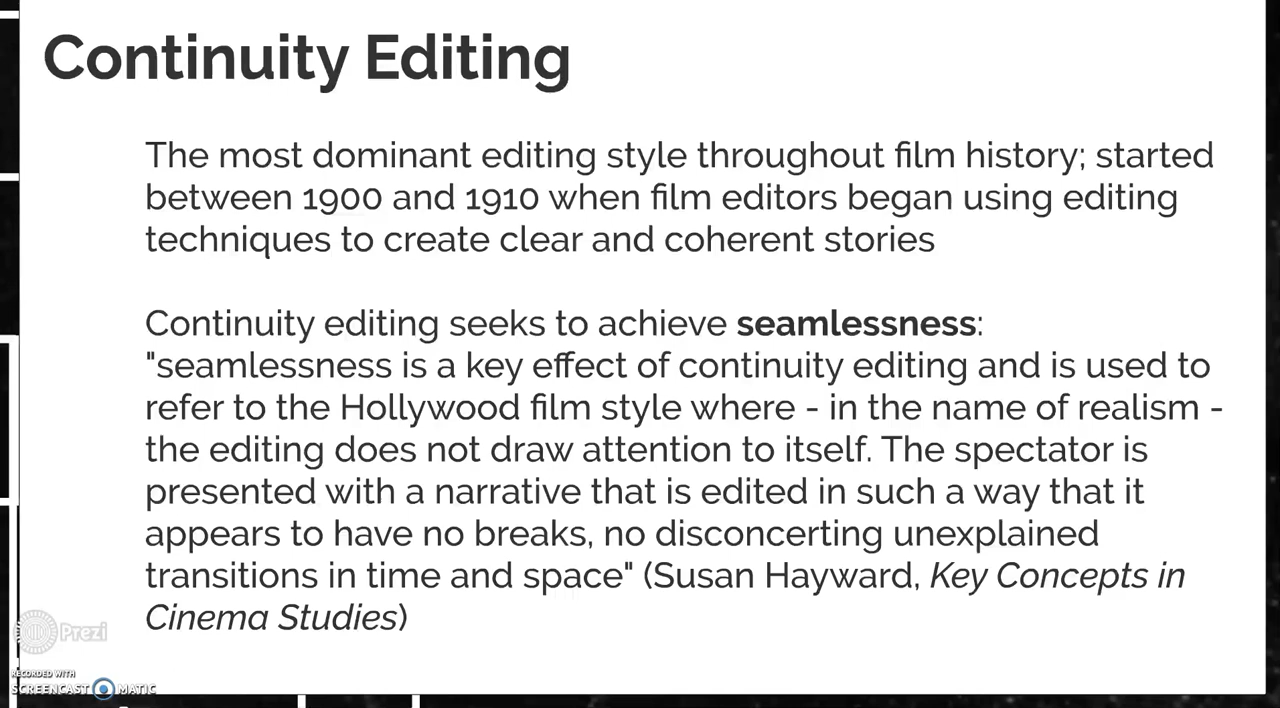 Continuity Editing
The most dominant editing style throughout film history; started
between 1900 and 1910 when film editors began using editing
techniques to create clear and coherent stories
Continuity editing seeks to achieve seamlessness:
"seamlessness is a key effect of continuity editing and is used to
refer to the Hollywood film style where - in the name of realism -
the editing does not draw attention to itself. The spectator is
presented with a narrative that is edited in such a way that it
appears to have no breaks, no disconcerting unexplained
transitions in time and space" (Susan Hayward, Key Concepts in
Cinema Studies)
Prezi
RECORDED WITH
SCREENCAST MATIC